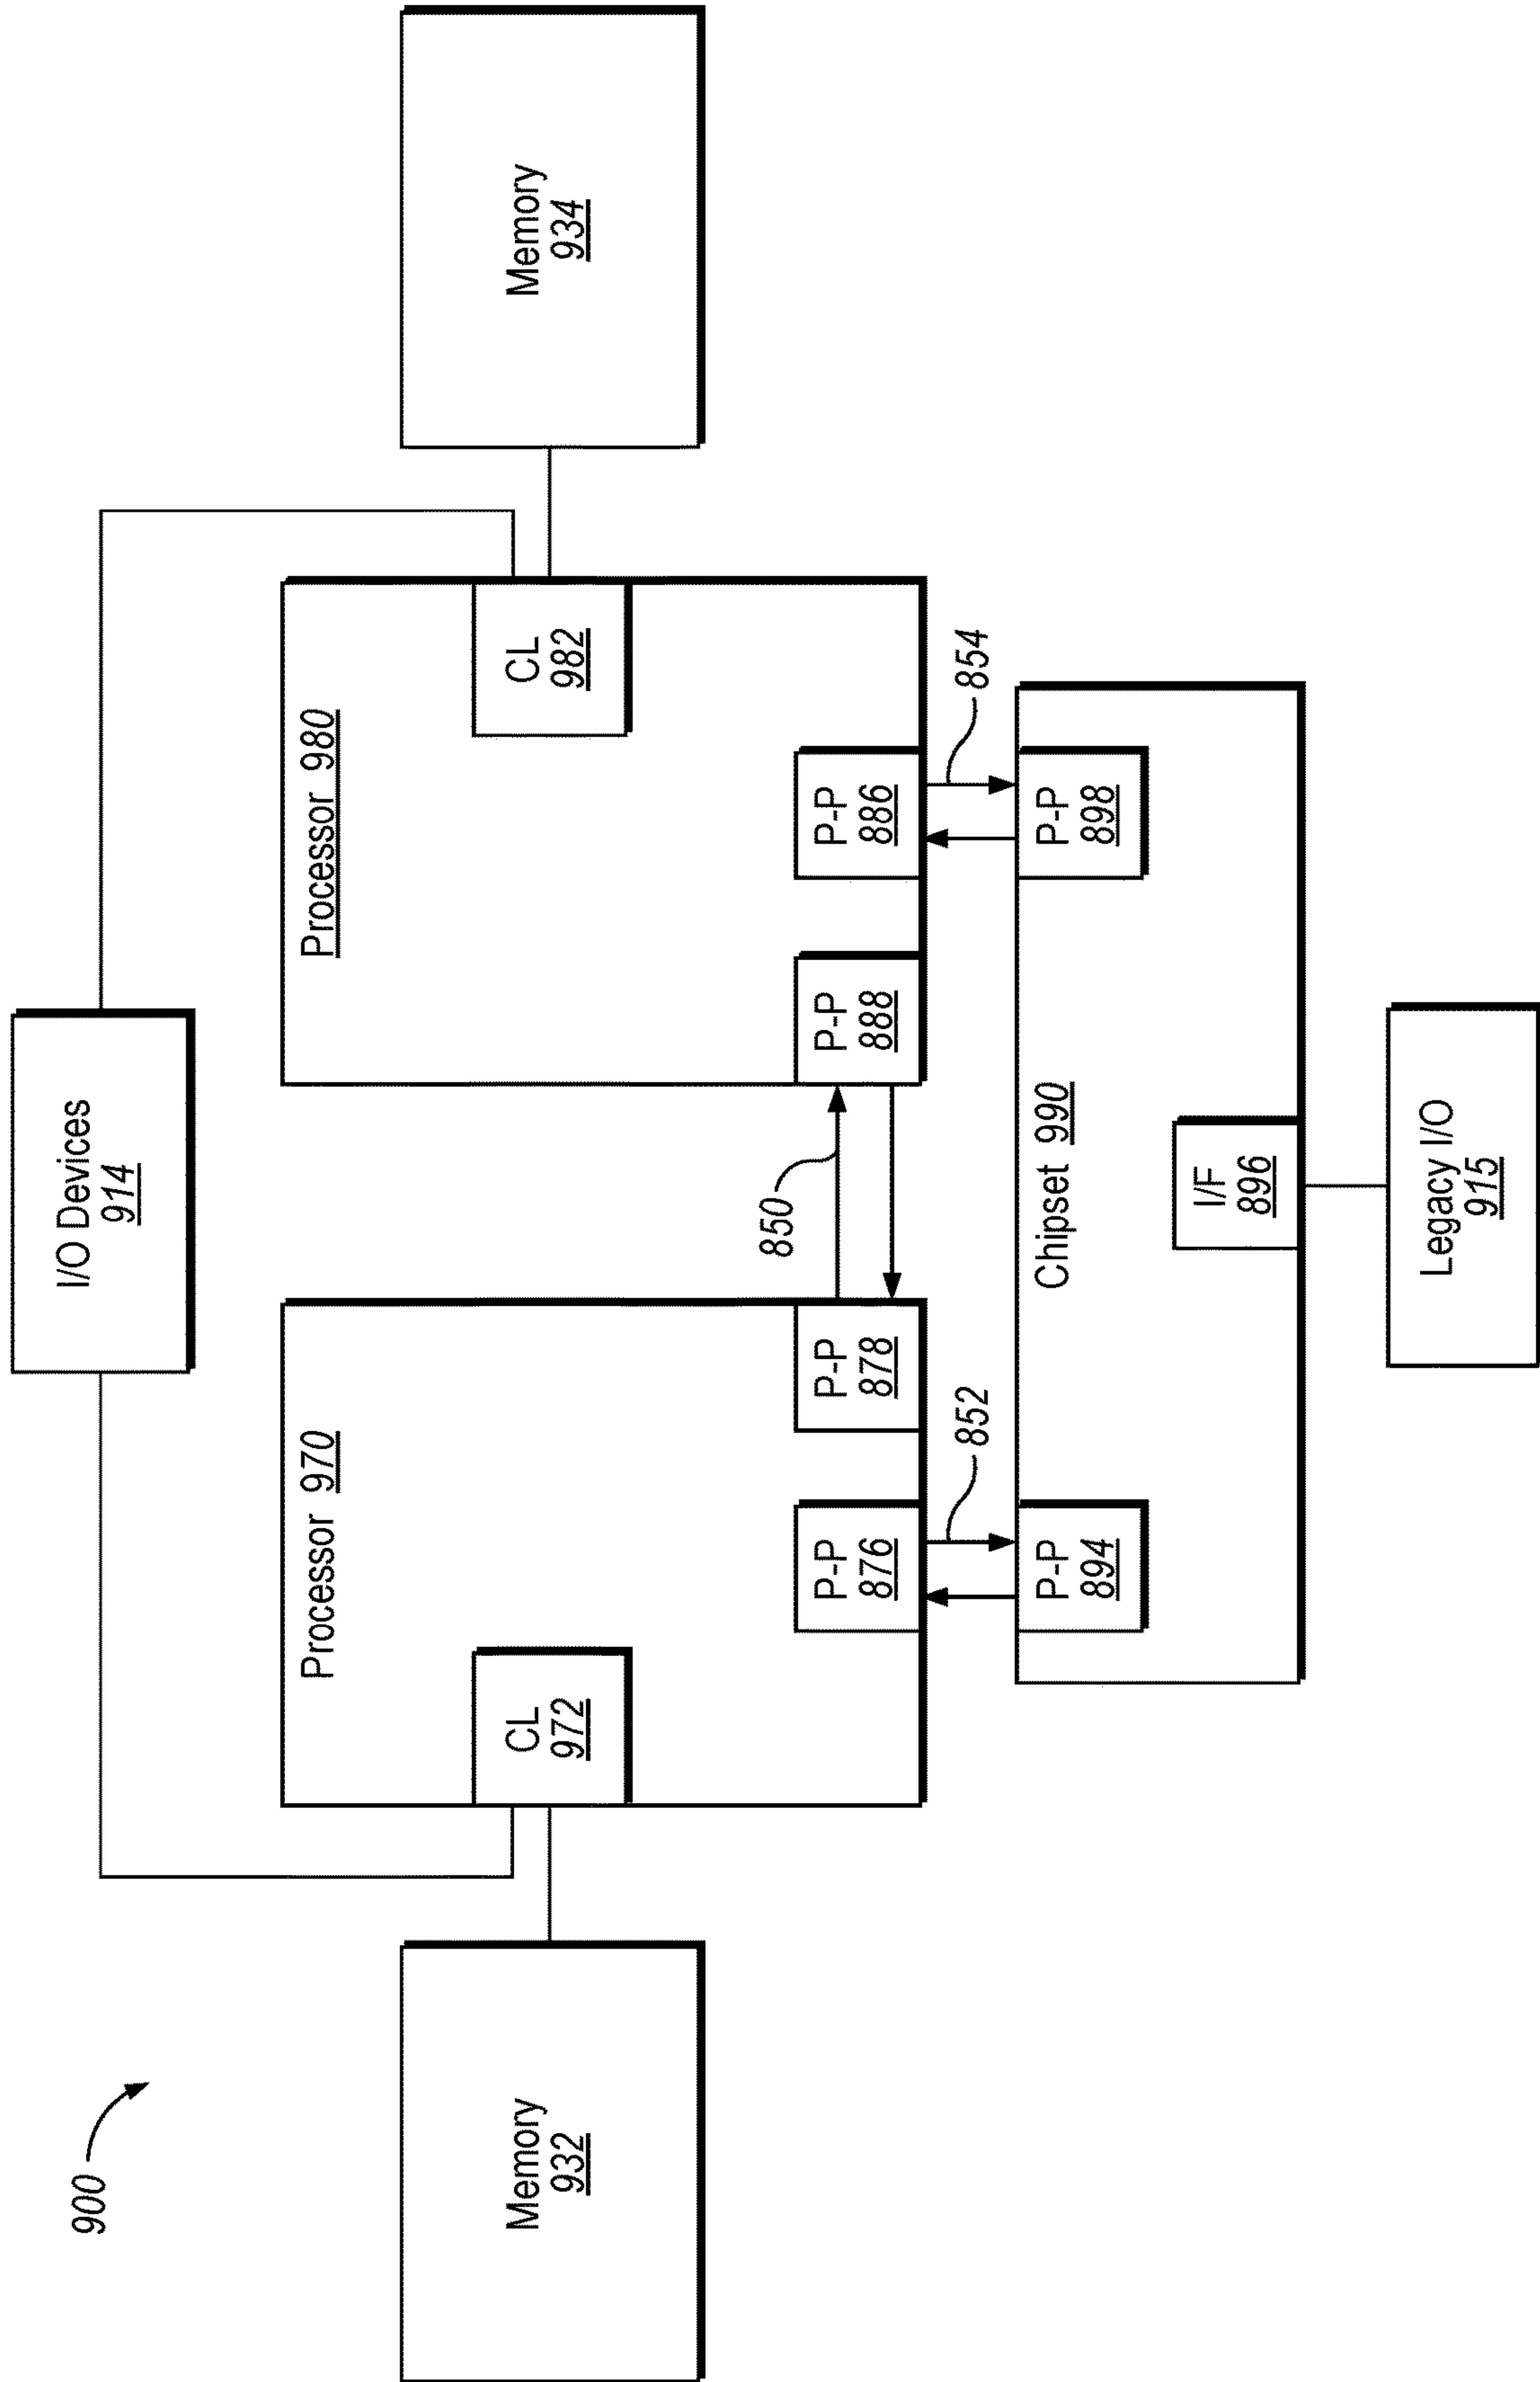 900
I/O Devices
914
Memory
932
Processor 970
CL
972
P-P
876
P-P
878
850
Processor 980
CL
982
P-P
888
P-P
886
Memory
934
852
854
P-P
894
Chipset 990
P-P
898
I/F
896
Legacy I/O
915